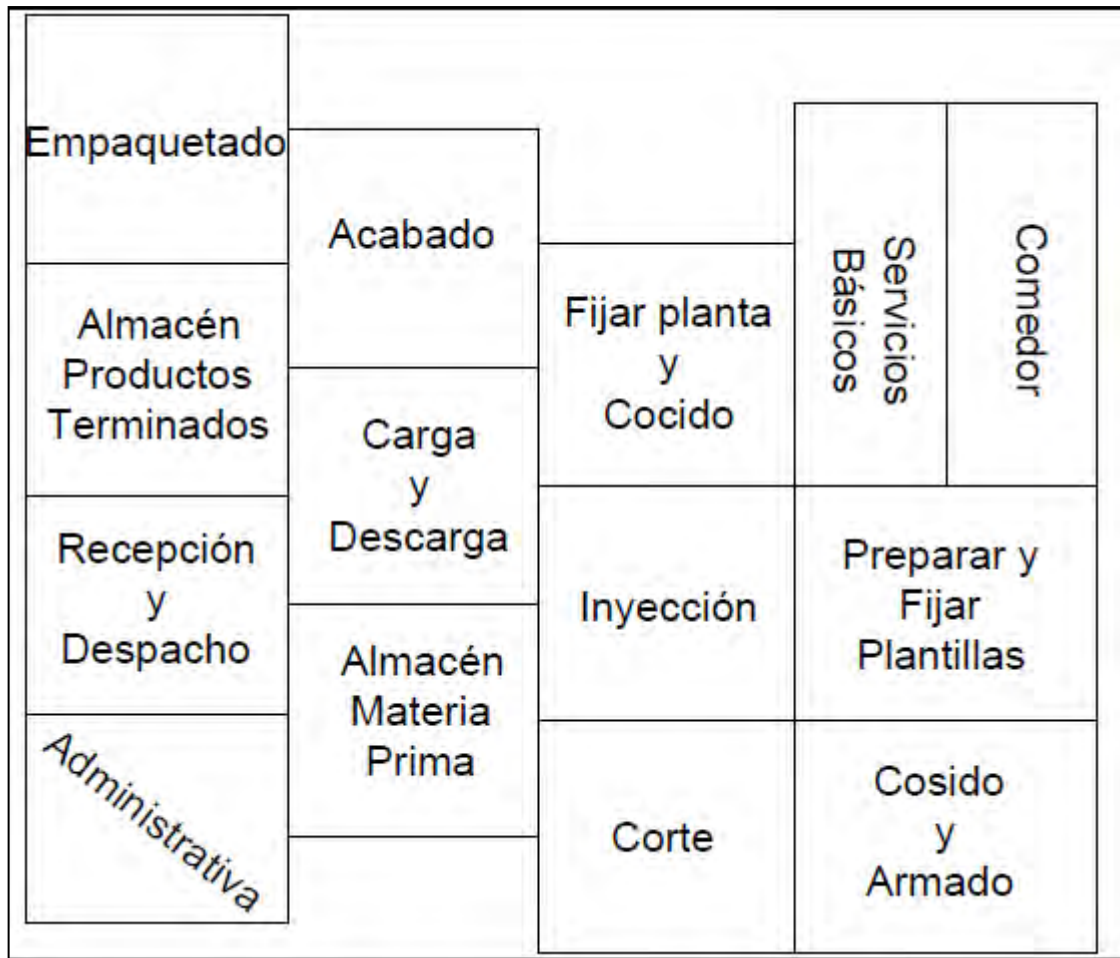 Empaquetado
Almacén
Productos
Terminados
Recepción
y
Despacho
Administrativa
Acabado
Carga
y
Descarga
Almacén
Materia
Prima
Fijar planta
y
Cocido
Inyección
Corte
Servicios
Básicos
Comedor
Preparar y
Fijar
Plantillas
Cosido
y
Armado